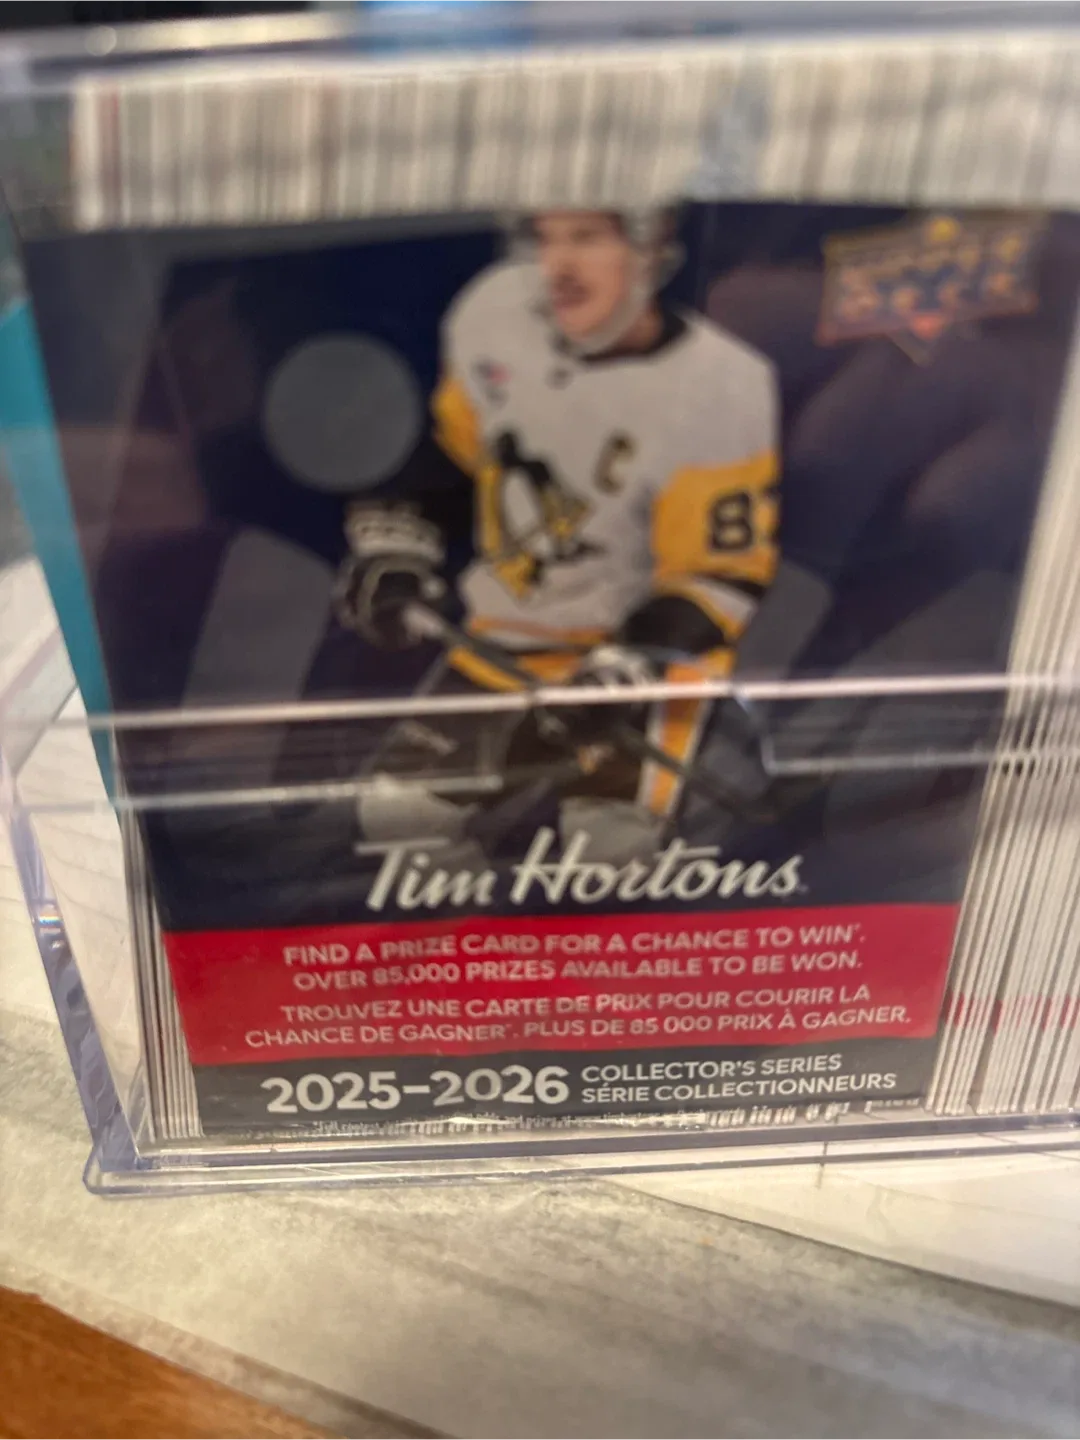 C
8
Tim Hortons
FIND A PRIZE CARD FOR A CHANCE TO WIN*.
OVER 85,000 PRIZES AVAILABLE TO BE WON.
TROUVEZ UNE CARTE DE PRIX POUR COURIR LA
CHANCE DE GAGNER*. PLUS DE 85 000 PRIX À GAGNER.
2025-2026 COLLECTOR'S SERIES
SÉRIE COLLECTIONNEURS